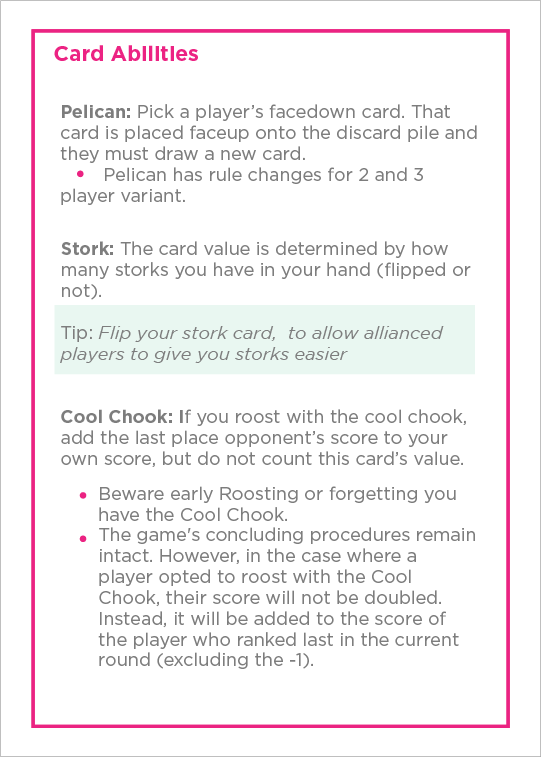 Card Abilities
Pelican: Pick a player’s facedown card. That
card is placed faceup onto the discard pile and
they must draw a new card.
• Pelican has rule changes for 2 and 3
player variant.
Stork: The card value is determined by how
many storks you have in your hand (flipped or
not).
Tip: Flip your stork card,  to allow allianced
players to give you storks easier
Cool Chook: If you roost with the cool chook,
add the last place opponent’s score to your
own score, but do not count this card’s value.
• Beware early Roosting or forgetting you
have the Cool Chook.
• The game's concluding procedures remain
intact. However, in the case where a
player opted to roost with the Cool
Chook, their score will not be doubled.
Instead, it will be added to the score of
the player who ranked last in the current
round (excluding the -1).